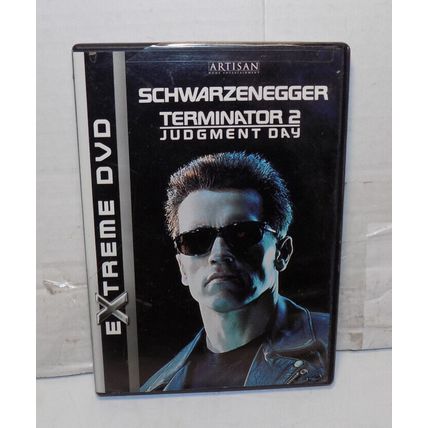 ARTISAN
HOME ENTERTAINMENT
SCHWARZENEGGER
TERMINATOR 2
JUDGMENT DAY
EXTREME DVD